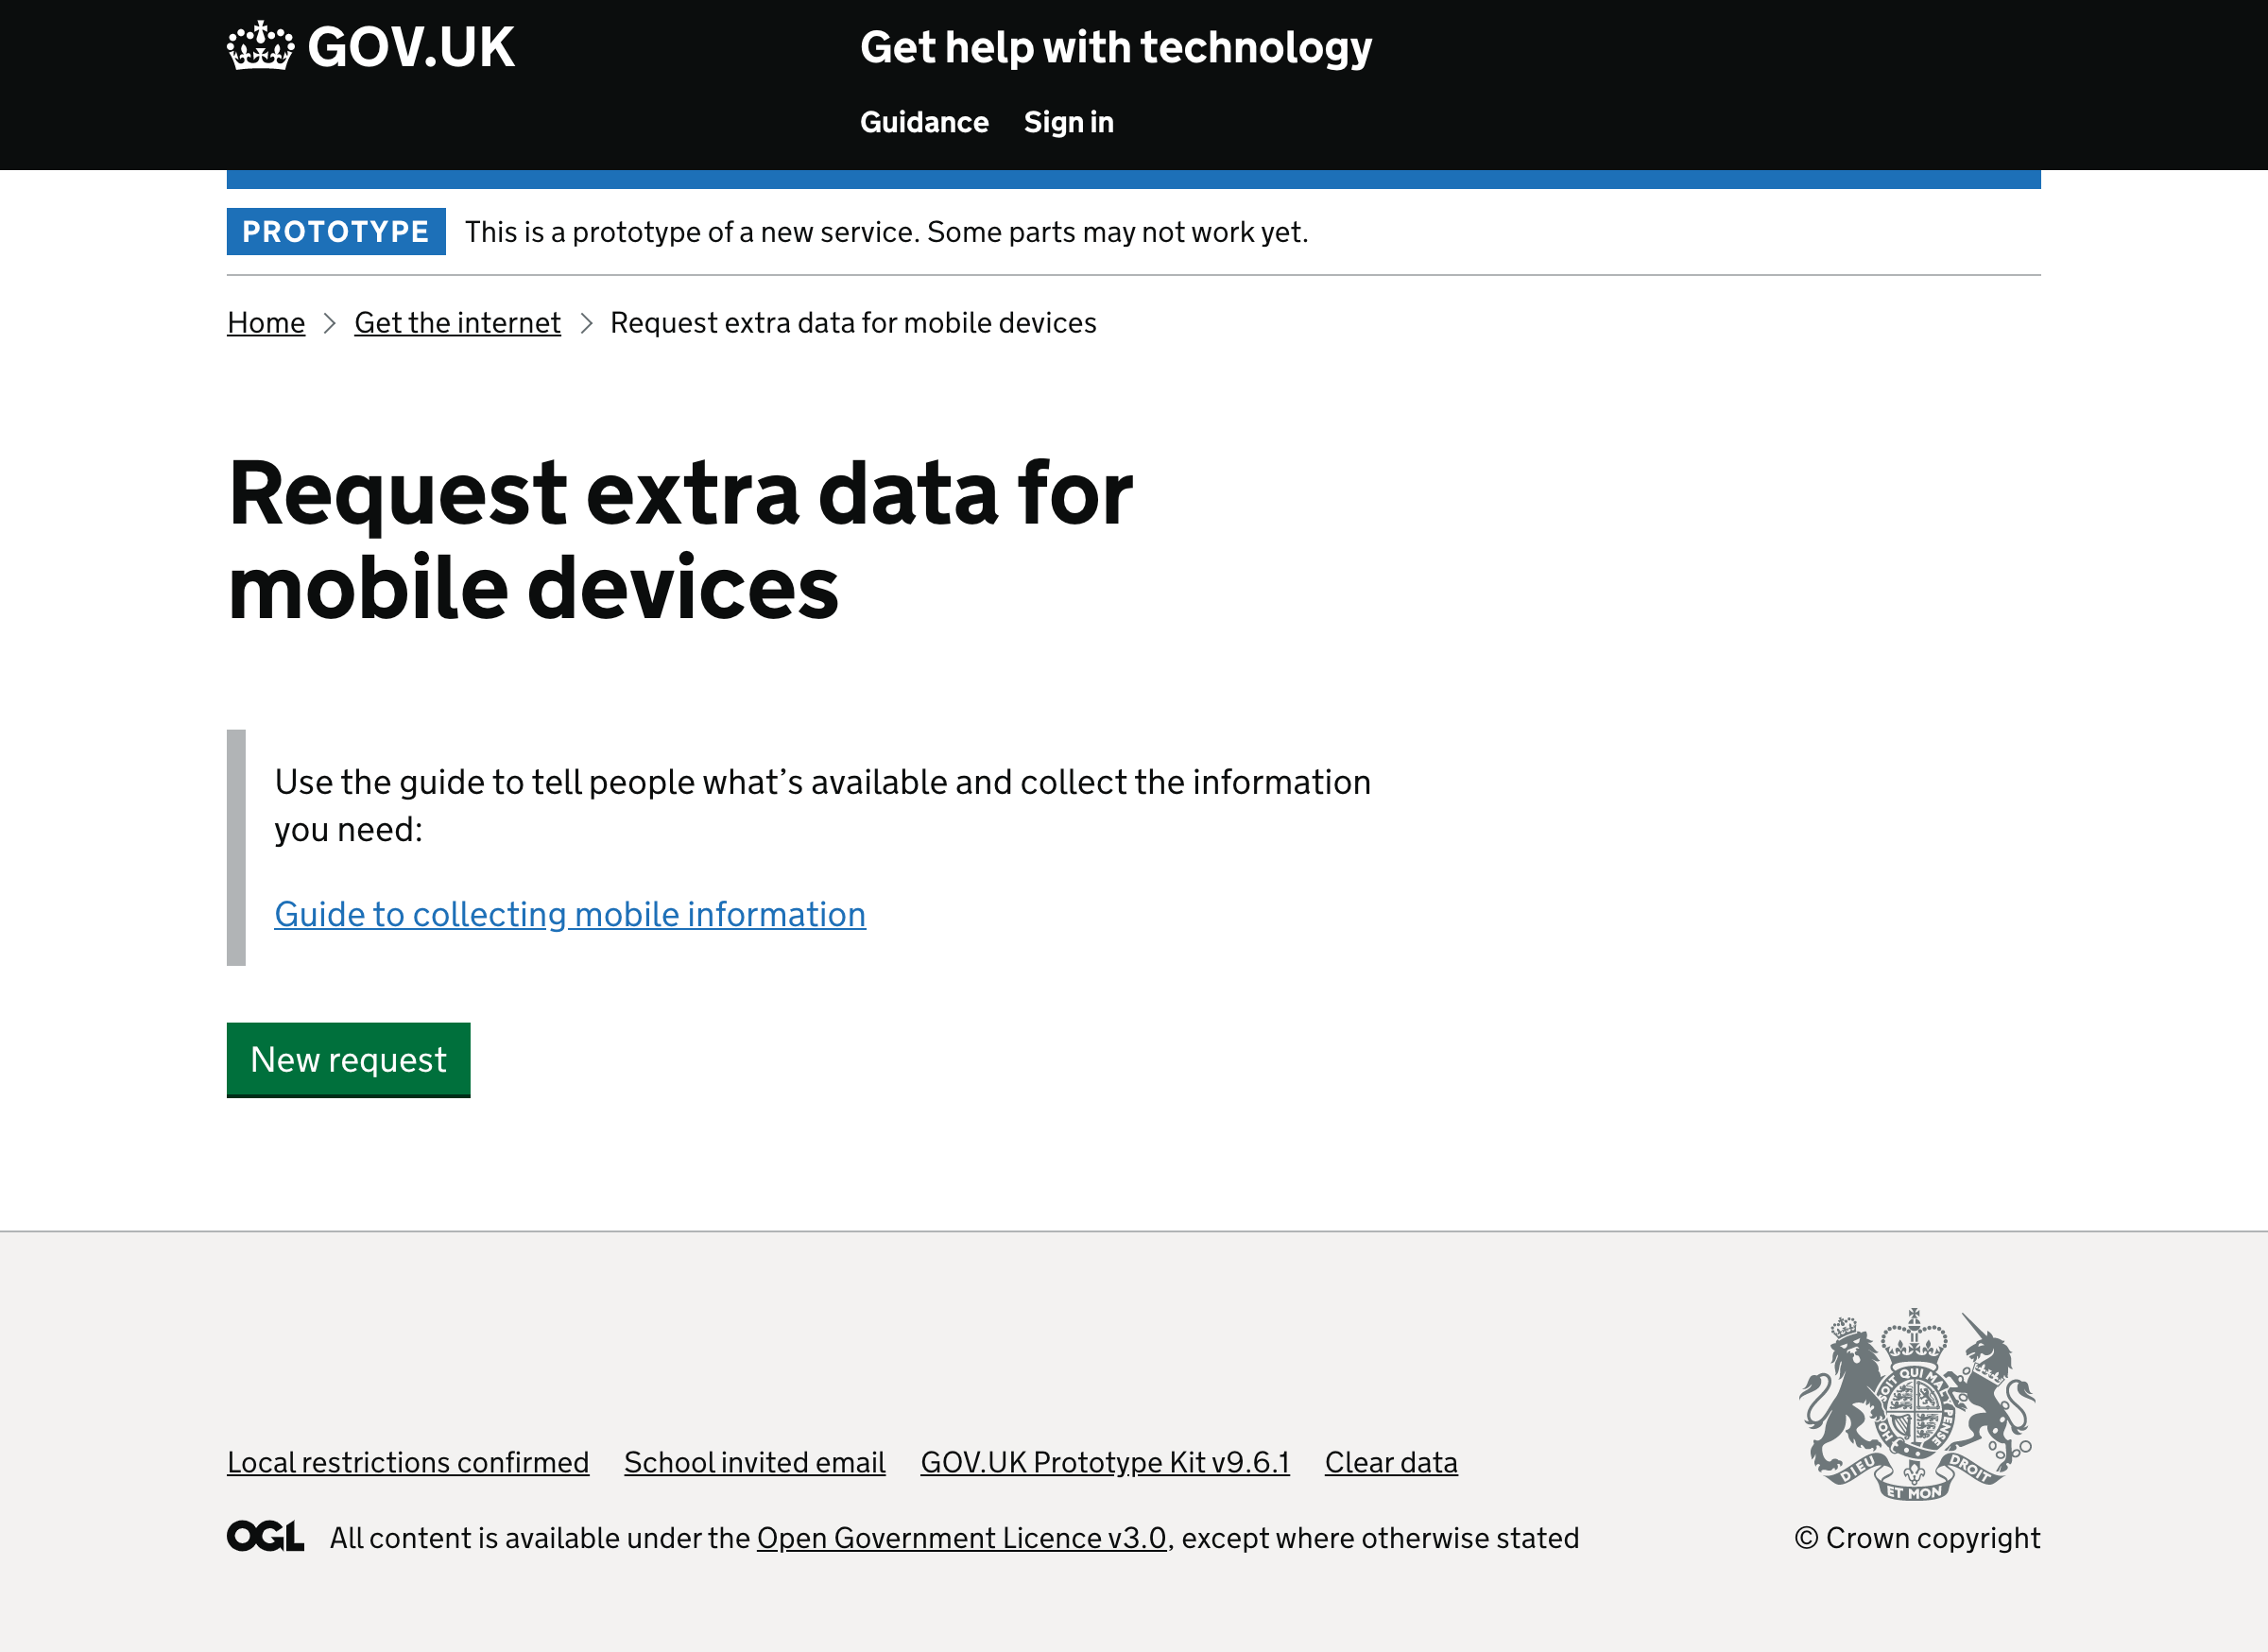 GOV.UK
Get help with technology
Guidance Sign in
PROTOTYPE This is a prototype of a new service. Some parts may not work yet.
Home Get the internet Request extra data for mobile devices
Request extra data for
mobile devices
Use the guide to tell people what’s available and collect the information
you need:
Guide to collecting mobile information
New request
Local restrictions confirmed School invited email GOV.UK Prototype Kit v9.6.1 Clear data
OGL All content is available under the Open Government Licence v3.0, except where otherwise stated
HONI SOIT QUI MAL Y PENSE
DIEU ET MON DROIT
© Crown copyright